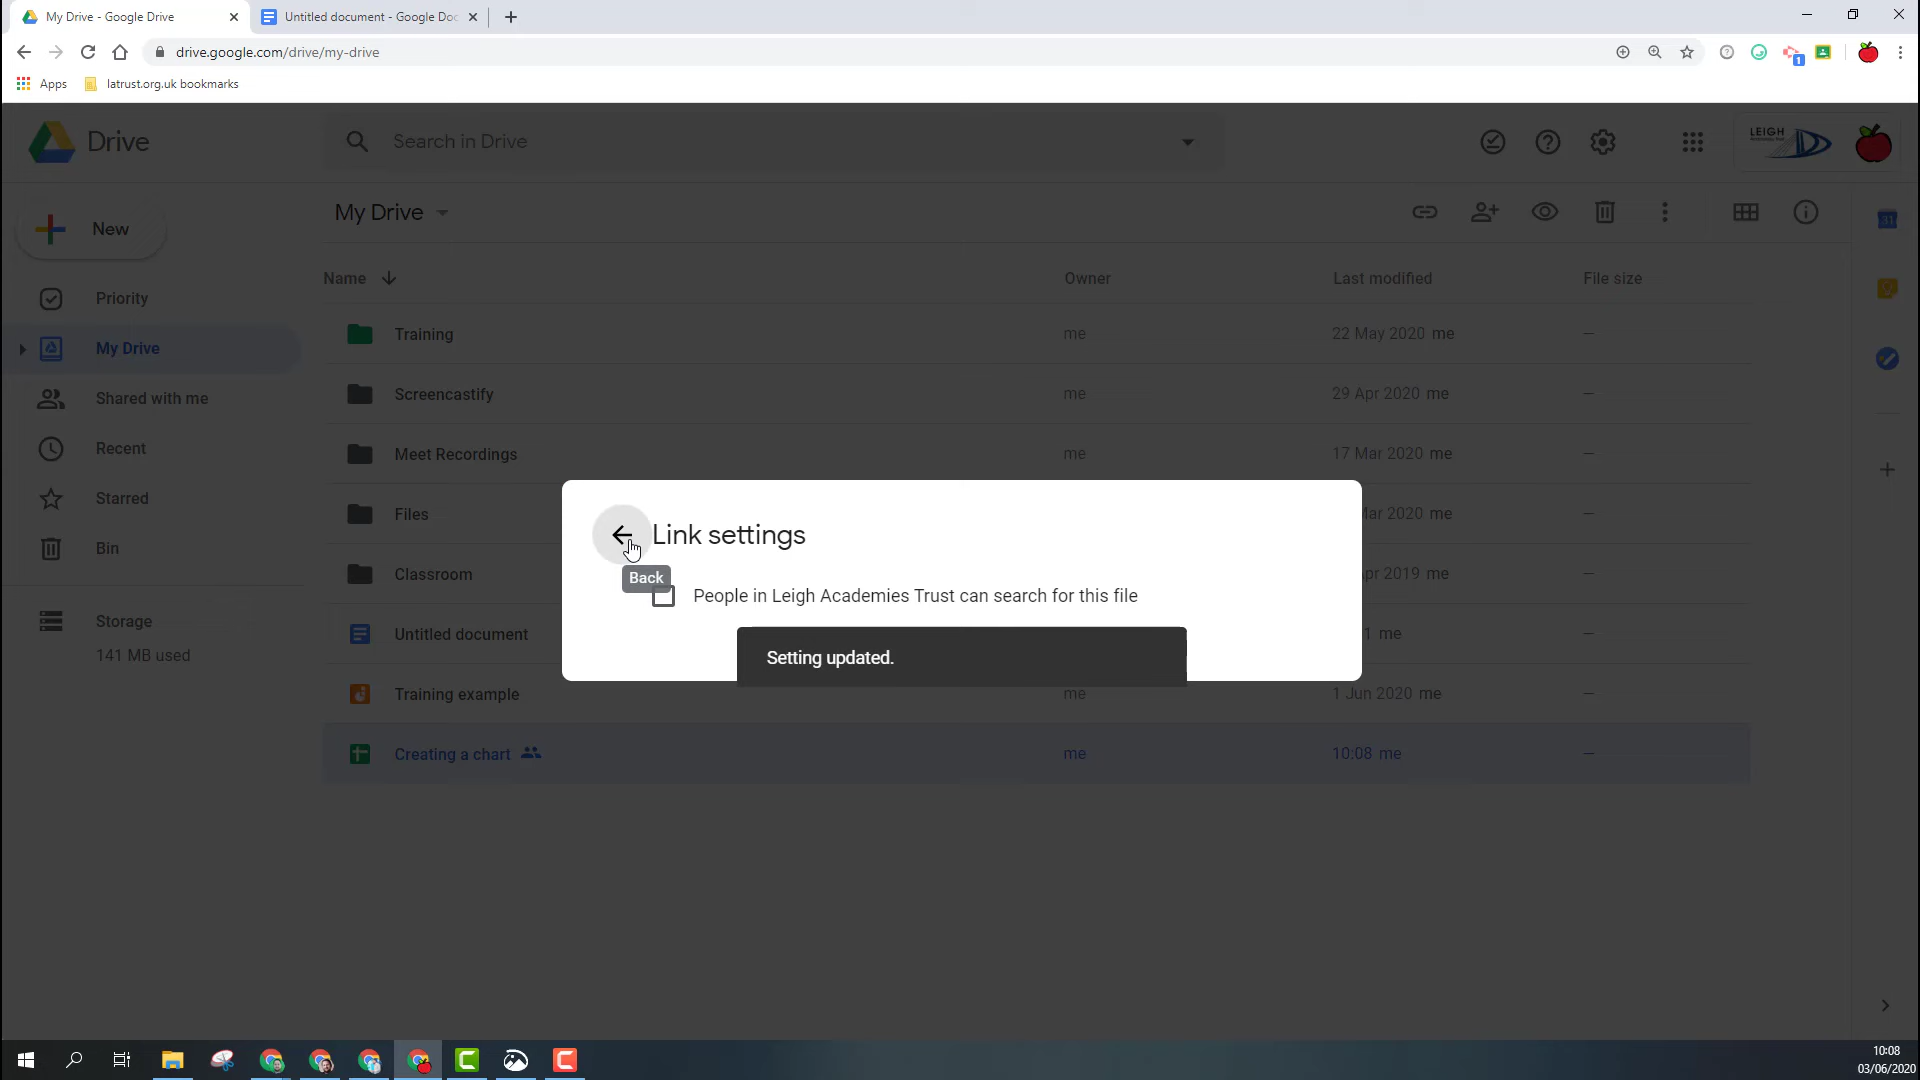 My Drive - Google Drive
Untitled document - Google Doc
drive.google.com/drive/my-drive
1
Apps
latrust.org.uk bookmarks
Drive
Search in Drive
LEIGH
New
My Drive
31
Name
Owner
Last modified
File size
Priority
My Drive
Shared with me
Recent
Starred
Bin
Storage
141 MB used
Training
me
22 May 2020 me
–
Screencastify
me
29 Apr 2020 me
–
Meet Recordings
me
17 Mar 2020 me
–
Files
Mar 2020 me
–
Classroom
2019 me
–
Untitled document
me
–
Training example
me
1 Jun 2020 me
–
Creating a chart
me
10:08 me
–
Link settings
Back
People in Leigh Academies Trust can search for this file
Setting updated.
10:08
03/06/2020